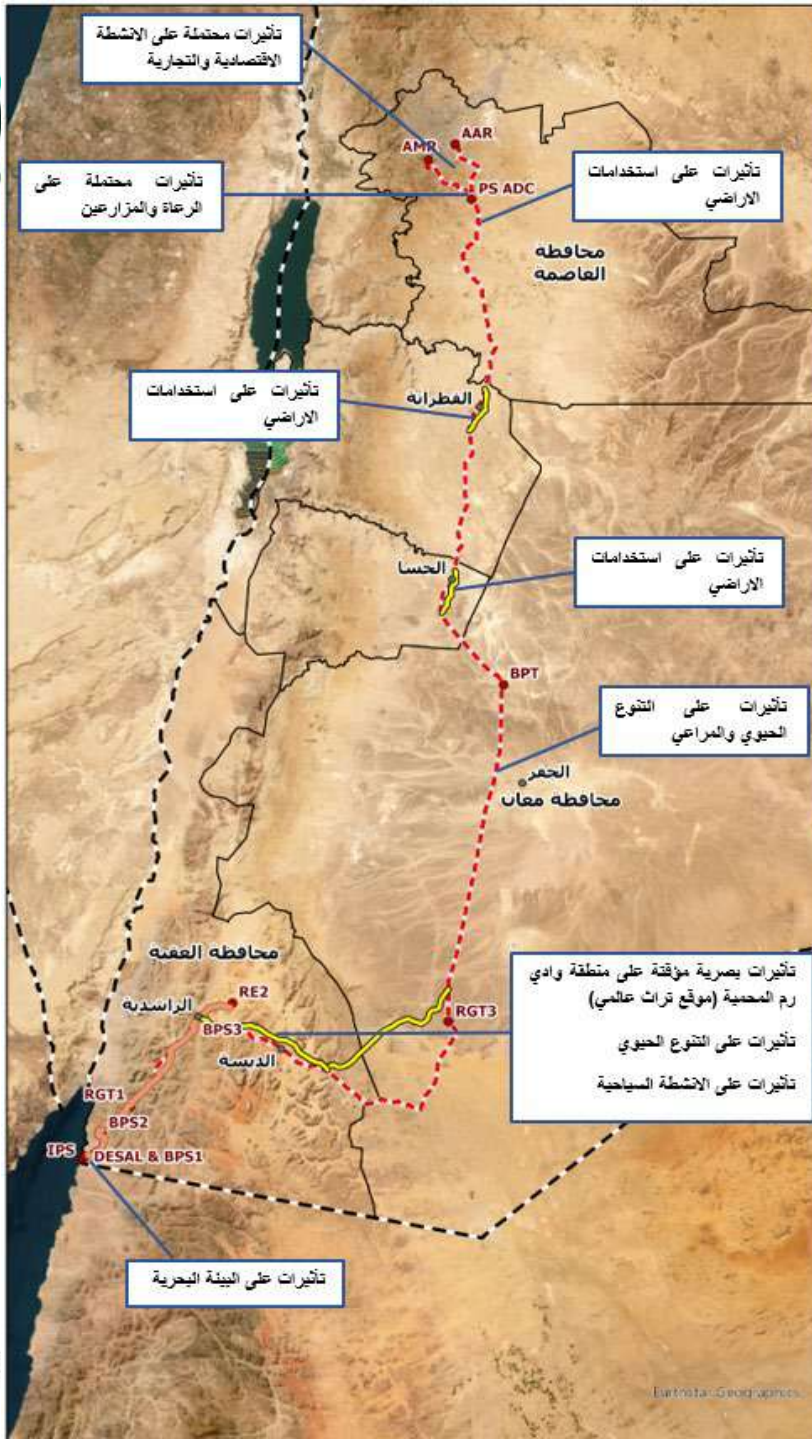 تأثيرات محتملة على الانشطة
الاقتصادية والتجارية
AAR
AMR
تأثيرات على استخدامات
الاراضي
تأثيرات محتملة على
الرعاة والمزارعين
PS ADC
محافظة
العاصمة
تأثيرات على استخدامات
الاراضي
القطرانة
تأثيرات على استخدامات
الاراضي
الحسا
BPT
تأثيرات على التنوع
الحيوي والمراعي
الجفر
محافظة معان
محافظة العقبة
تأثيرات بصرية مؤقتة على منطقة وادي
رم المحمية (موقع تراث عالمي)
تأثيرات على التنوع الحيوي
تأثيرات على الانشطة السياحية
RE2
الراشدية
BPS3
RGT3
الديسة
RGT1
BPS2
IPS
DESAL & BPS1
تأثيرات على البيئة البحرية
Earthstar Geographics